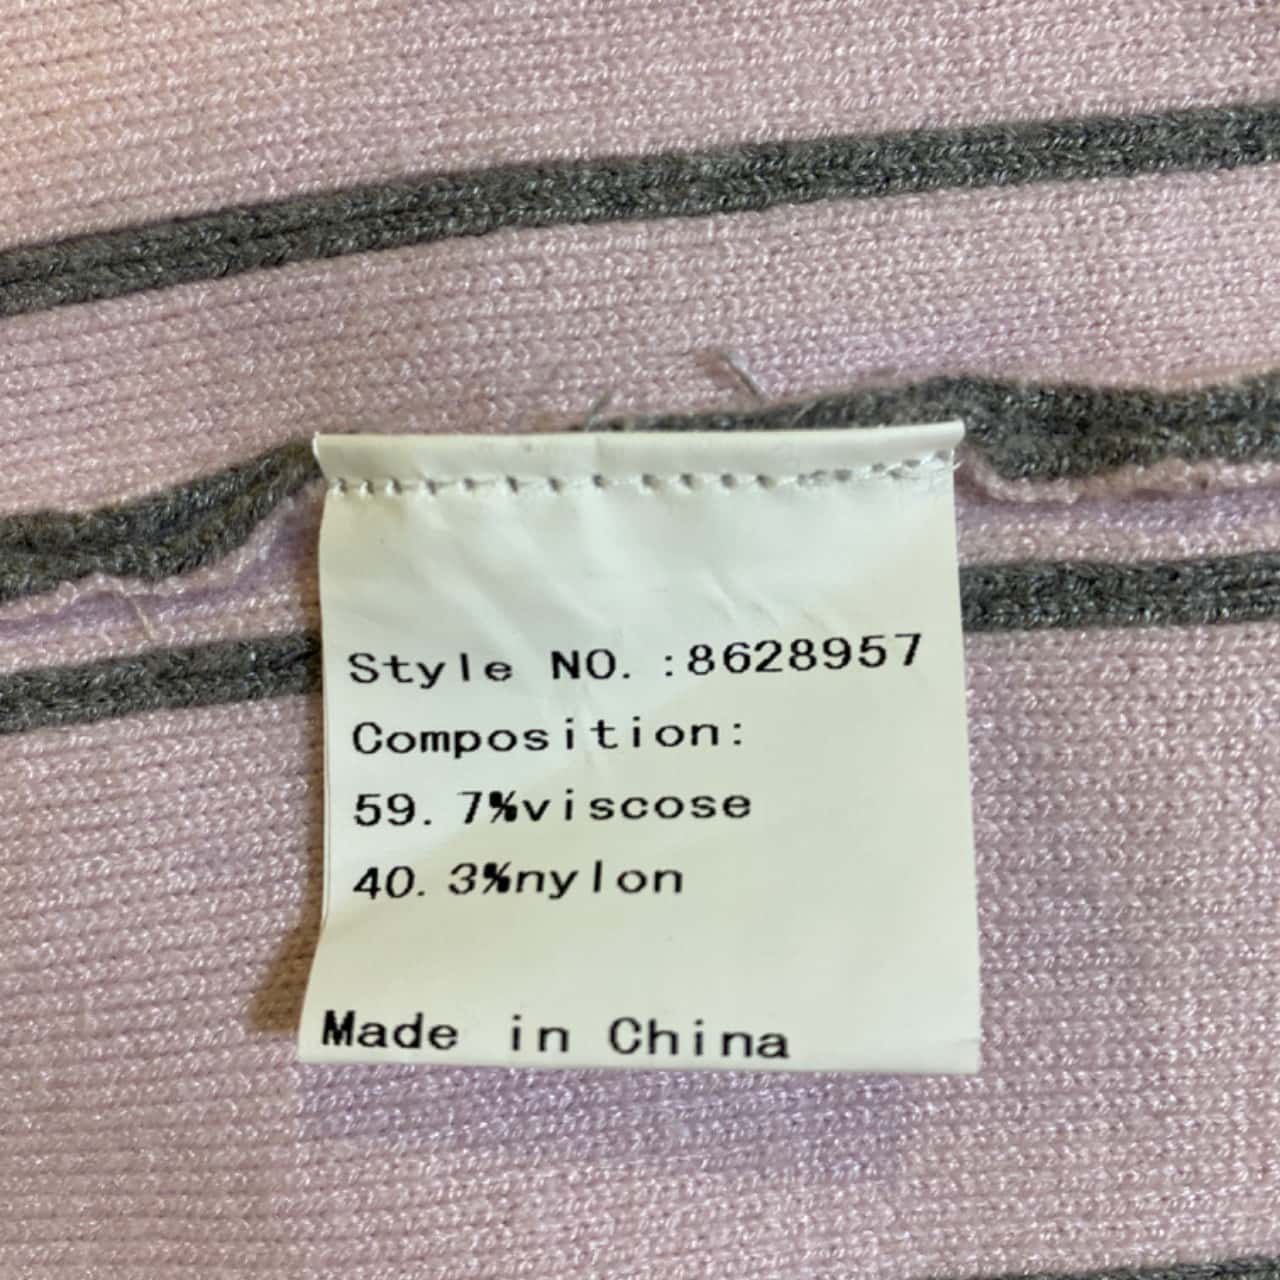 Style NO.:8628957
Composition:
59.7%viscose
40.3%nylon
Made in China